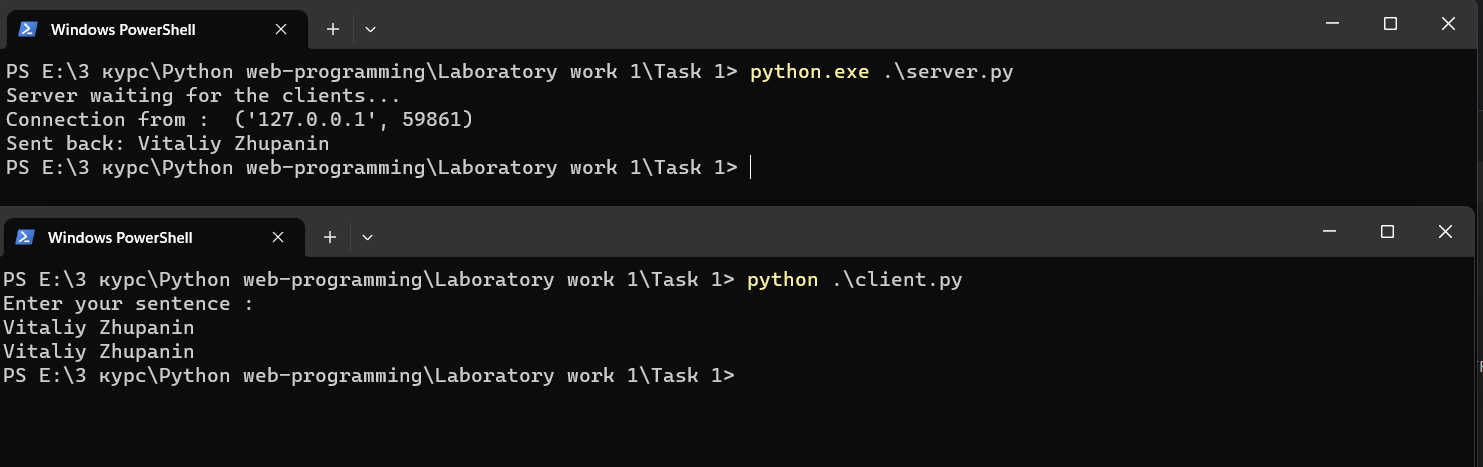 Windows PowerShell
PS E:\3 курс\Python web-programming\Laboratory work 1\Task 1> python.exe .\server.py
Server waiting for the clients...
Connection from :  ('127.0.0.1', 59861)
Sent back: Vitaliy Zhupanin
PS E:\3 курс\Python web-programming\Laboratory work 1\Task 1>
Windows PowerShell
PS E:\3 курс\Python web-programming\Laboratory work 1\Task 1> python .\client.py
Enter your sentence :
Vitaliy Zhupanin
Vitaliy Zhupanin
PS E:\3 курс\Python web-programming\Laboratory work 1\Task 1>